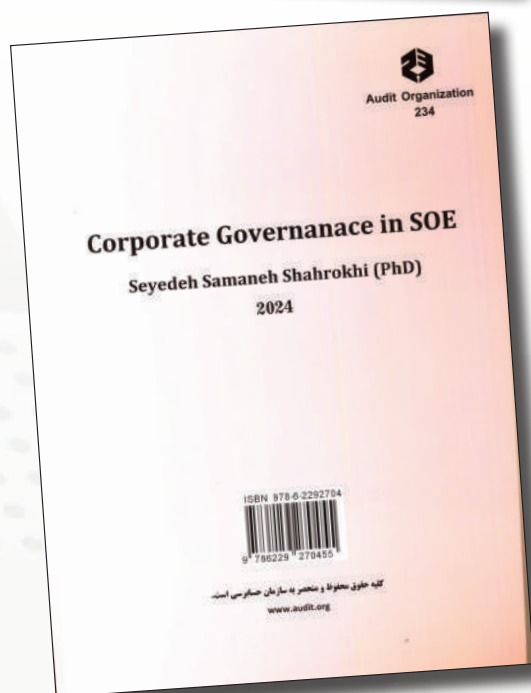 Audit Organization
234
Corporate Governanace in SOE
Seyedeh Samaneh Shahrokhi (PhD)
2024
ISBN 978-6-2292704
9 786229 270455
کلیه حقوق محفوظ و منحصر به سازمان حسابرسی است.
www.audit.org